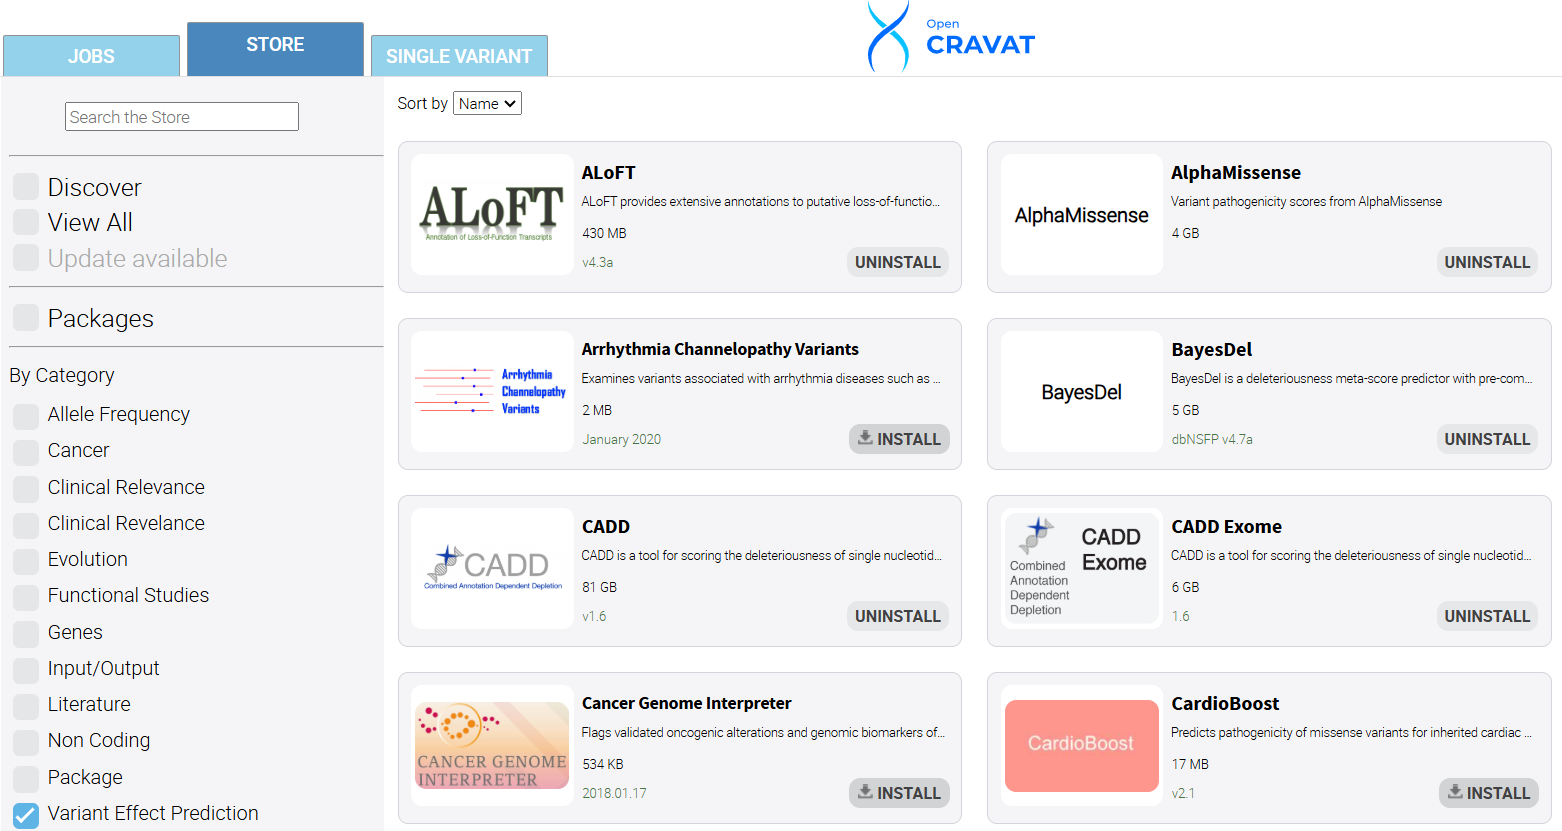 JOBS
STORE
SINGLE VARIANT
Open
CRAVAT
Search the Store
Discover
View All
Update available
Packages
By Category
Allele Frequency
Cancer
Clinical Relevance
Clinical Revelance
Evolution
Functional Studies
Genes
Input/Output
Literature
Non Coding
Package
Variant Effect Prediction
Sort by Name
ALoFT
Annotation of Loss-of-Function Transcripts
ALoFT
ALoFT provides extensive annotations to putative loss-of-functio...
430 MB
v4.3a
UNINSTALL
AlphaMissense
AlphaMissense
Variant pathogenicity scores from AlphaMissense
4 GB
UNINSTALL
Arrhythmia
Channelopathy
Variants
Arrhythmia Channelopathy Variants
Examines variants associated with arrhythmia diseases such as ...
2 MB
January 2020
INSTALL
BayesDel
BayesDel
BayesDel is a deleteriousness meta-score predictor with pre-com...
5 GB
dbNSFP v4.7a
UNINSTALL
CADD
Combined Annotation Dependent Depletion
CADD
CADD is a tool for scoring the deleteriousness of single nucleotid...
81 GB
v1.6
UNINSTALL
Combined
Annotation
Dependent
Depletion
CADD
Exome
CADD Exome
CADD is a tool for scoring the deleteriousness of single nucleotid...
6 GB
1.6
UNINSTALL
CANCER GENOME
INTERPRETER
Cancer Genome Interpreter
Flags validated oncogenic alterations and genomic biomarkers of...
534 KB
2018.01.17
INSTALL
CardioBoost
CardioBoost
Predicts pathogenicity of missense variants for inherited cardiac ...
17 MB
v2.1
INSTALL